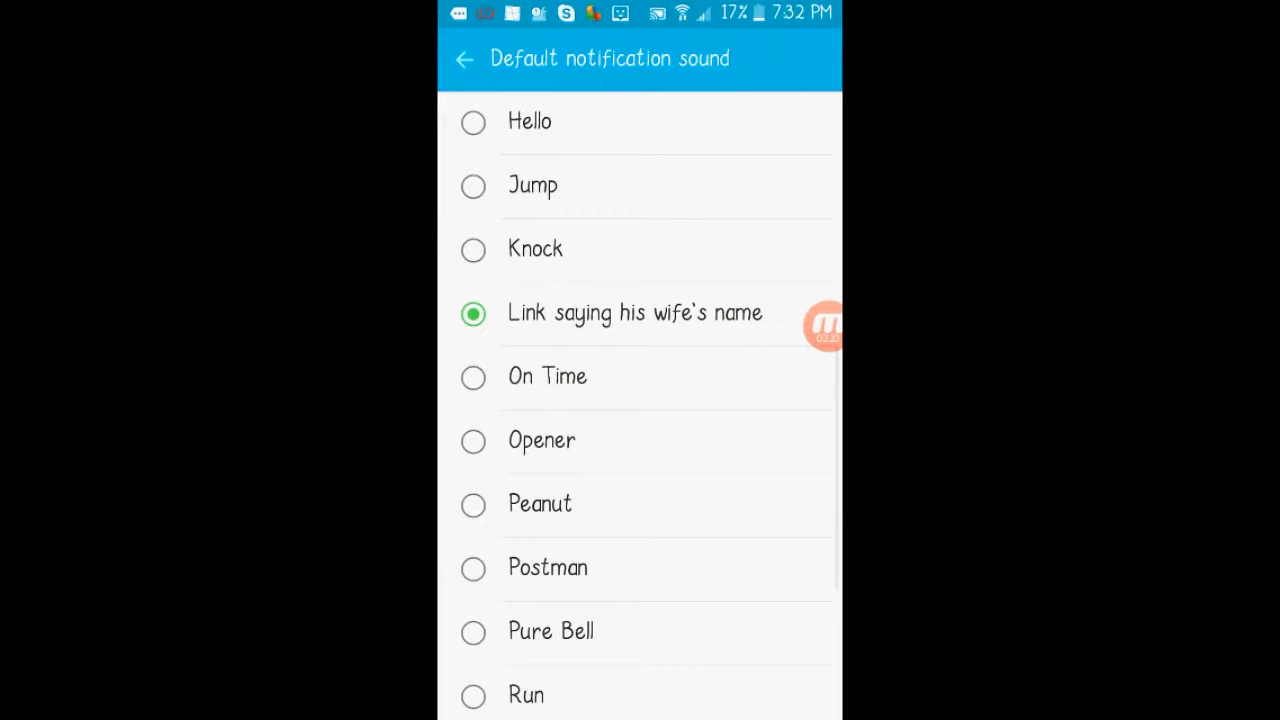 17% 7:32 PM
Default notification sound
Hello
Jump
Knock
Link saying his wife's name
On Time
Opener
Peanut
Postman
Pure Bell
Run